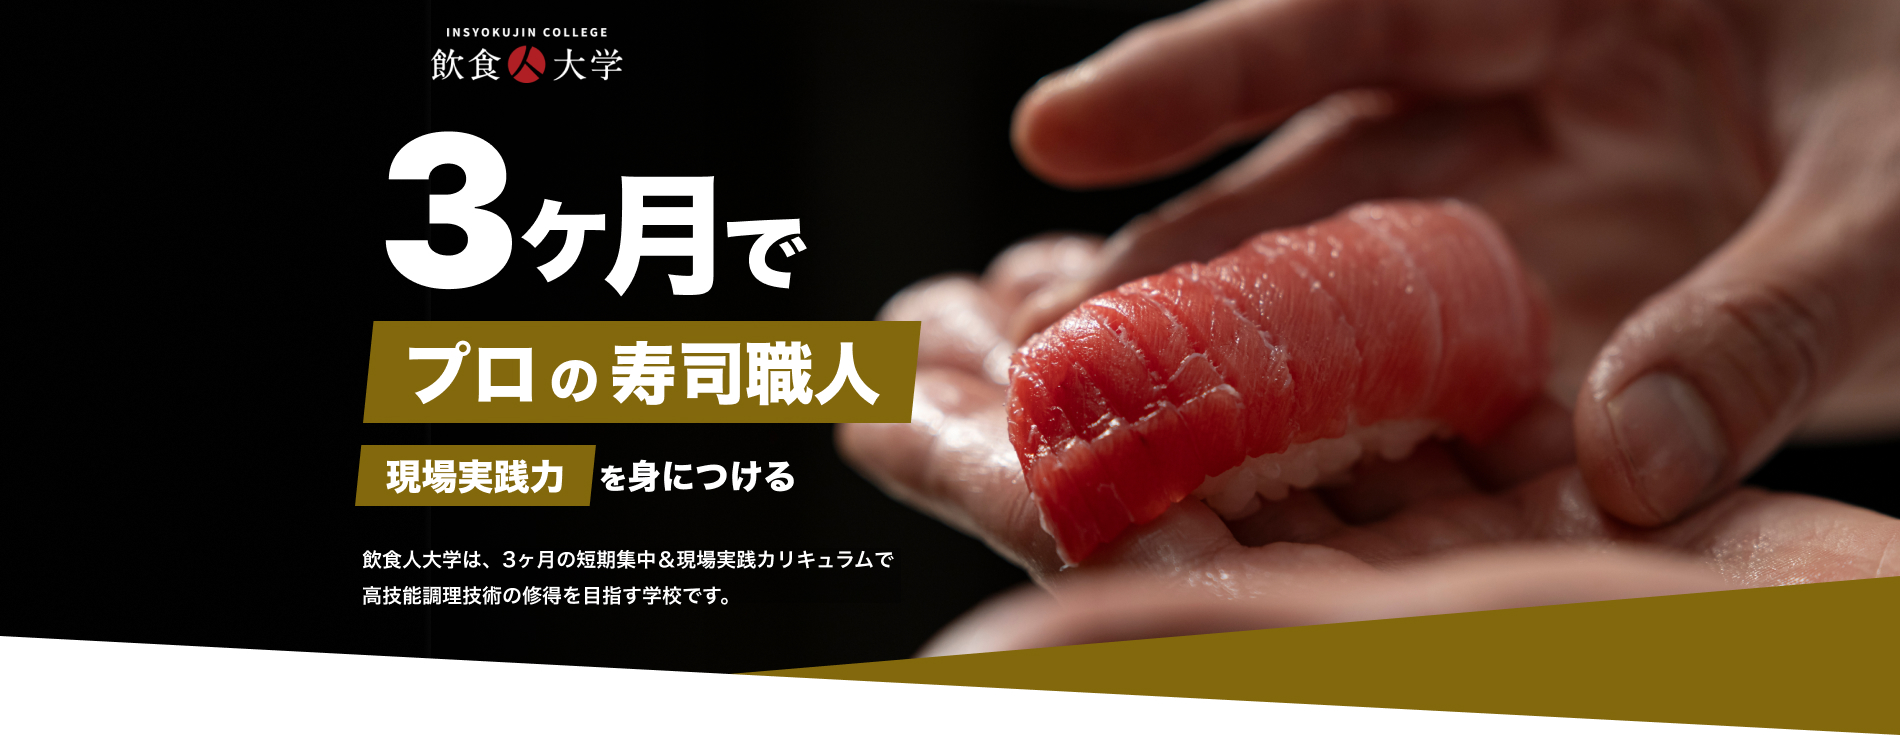 INSYOKUJIN COLLEGE
飲食人大学
3ヶ月で
プロの寿司職人
現場実践力を身につける
飲食人大学は、3ヶ月の短期集中＆現場実践カリキュラムで
高技能調理技術の修得を目指す学校です。